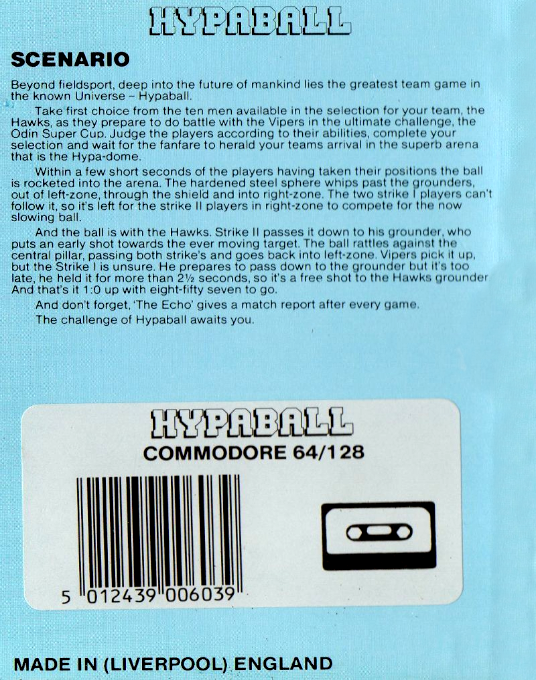 HYPABALL
SCENARIO
Beyond fieldsport, deep into the future of mankind lies the greatest team game in
the known Universe – Hypaball.
Take first choice from the ten men available in the selection for your team, the
Hawks, as they prepare to do battle with the Vipers in the ultimate challenge, the
Odin Super Cup. Judge the players according to their abilities, complete your
selection and wait for the fanfare to herald your teams arrival in the superb arena
that is the Hypa-dome.
Within a few short seconds of the players having taken their positions the ball
is rocketed into the arena. The hardened steel sphere whips past the grounders,
out of left-zone, through the shield and into right-zone. The two strike I players can't
follow it, so it's left for the strike II players in right-zone to compete for the now
slowing ball.
And the ball is with the Hawks. Strike II passes it down to his grounder, who
puts an early shot towards the ever moving target. The ball rattles against the
central pillar, passing both strike's and goes back into left-zone. Vipers pick it up,
but the Strike I is unsure. He prepares to pass down to the grounder but it's too
late, he held it for more than 2½ seconds, so it's a free shot to the Hawks grounder
And that's it 1:0 up with eight-fifty seven to go.
And don't forget, 'The Echo' gives a match report after every game.
The challenge of Hypaball awaits you.
HYPABALL
COMMODORE 64/128
5 012439 006039
MADE IN (LIVERPOOL) ENGLAND